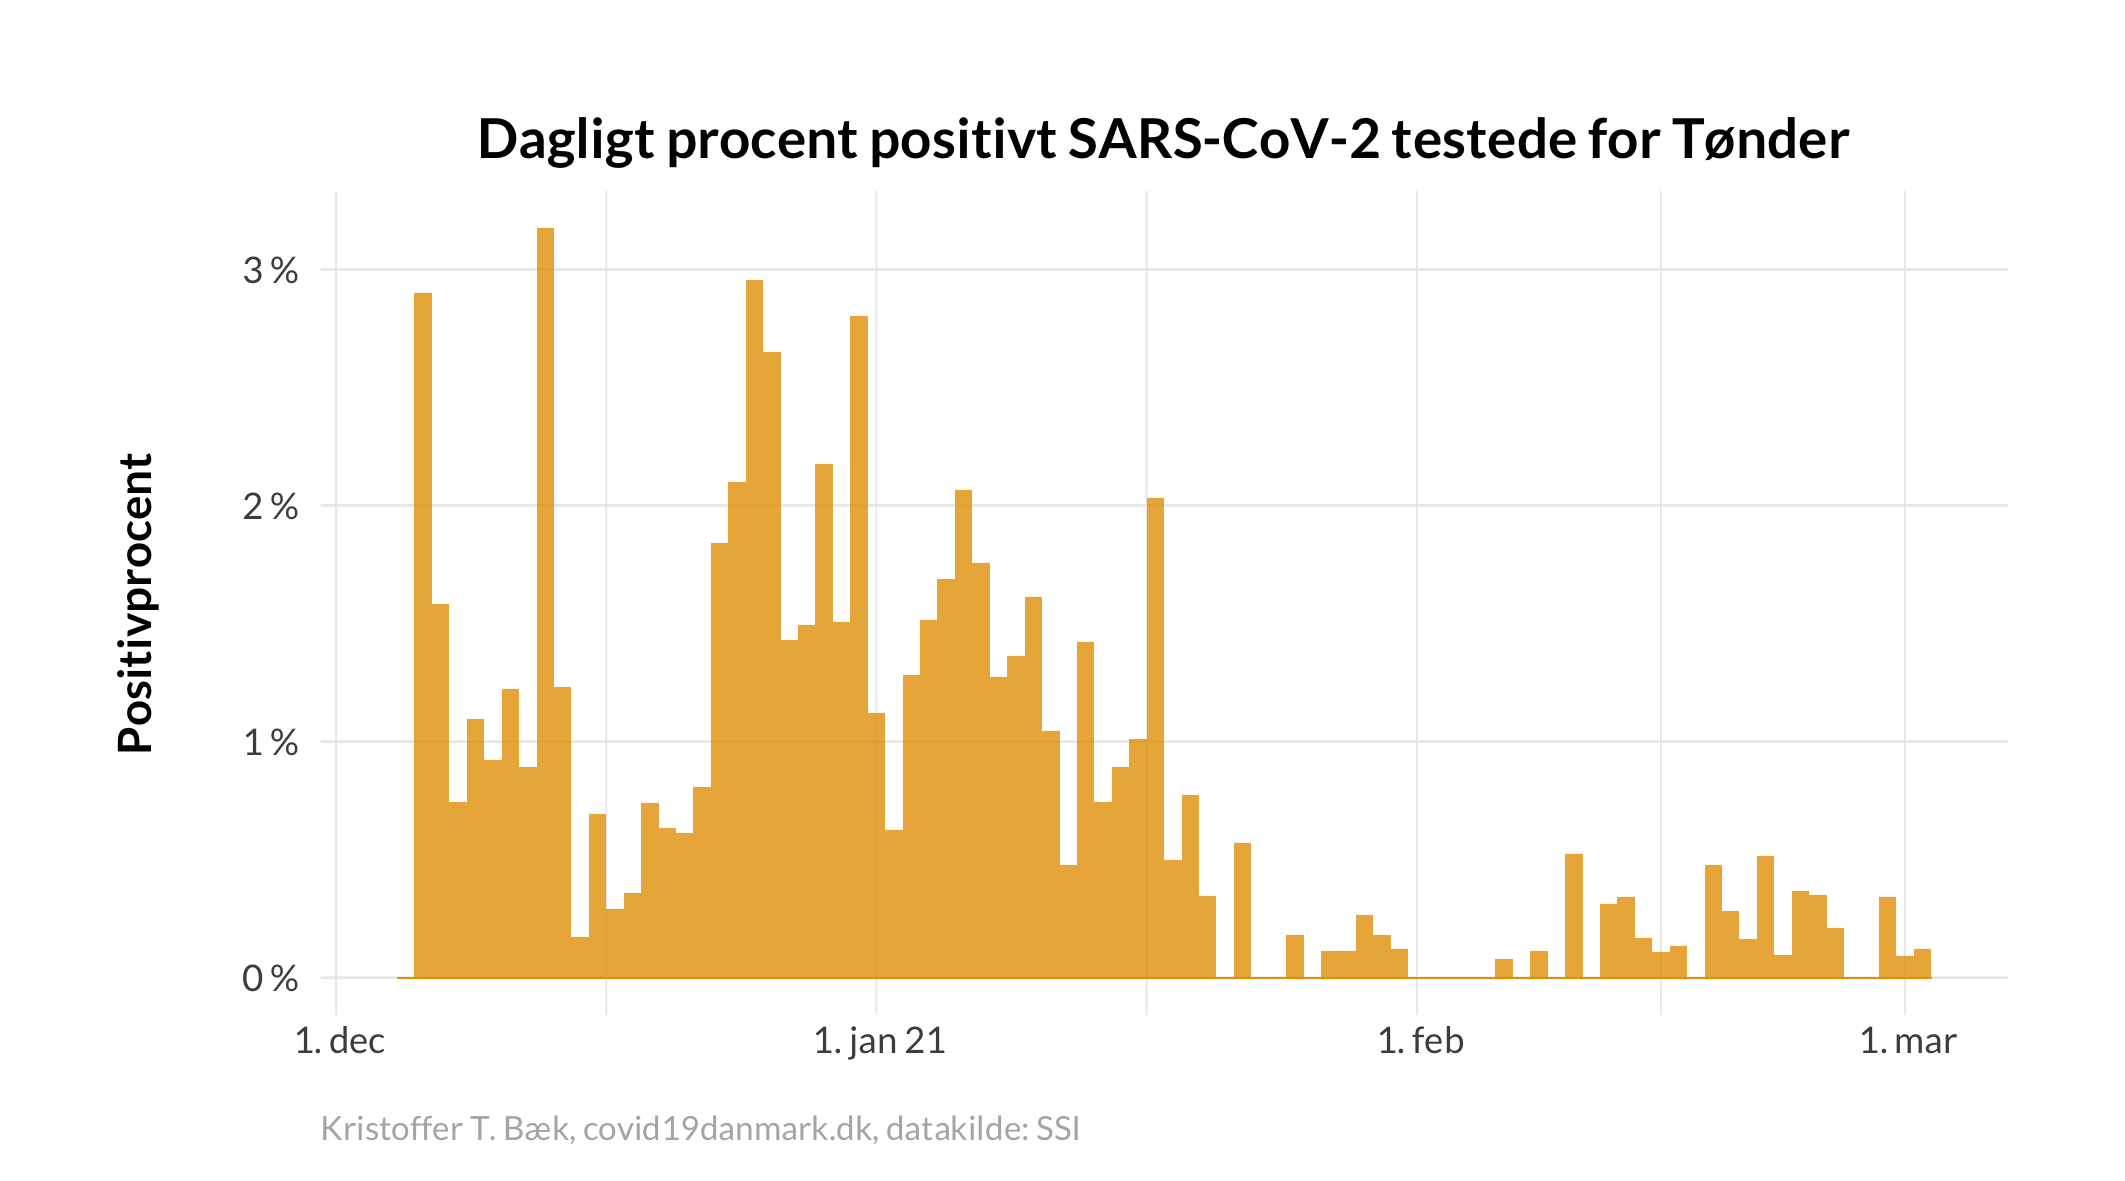 Dagligt procent positivt SARS-CoV-2 testede for Tønder
Positivprocent
3 %
2 %
1 %
0 %
1. dec
1. jan 21
1. feb
1. mar
Kristoffer T. Bæk, covid19danmark.dk, datakilde: SSI